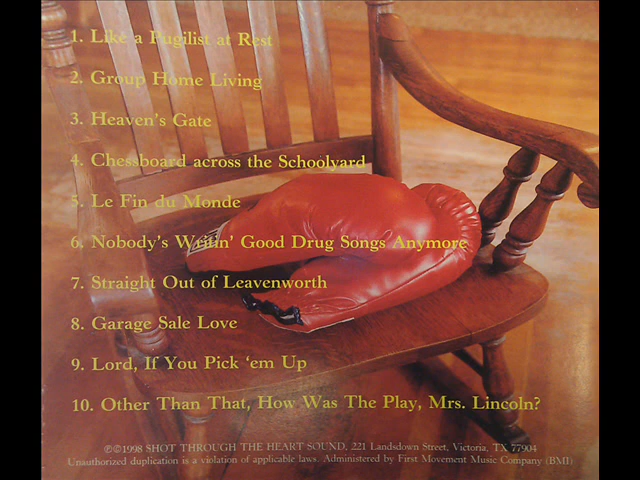 1. Like a Pugilist at Rest
2. Group Home Living
3. Heaven's Gate
4. Chessboard across the Schoolyard
5. Le Fin du Monde
6. Nobody's Writin' Good Drug Songs Anymore
7. Straight Out of Leavenworth
8. Garage Sale Love
9. Lord, If You Pick 'em Up
10. Other Than That, How Was The Play, Mrs. Lincoln?
℗©1998 SHOT THROUGH THE HEART SOUND, 221 Landsdown Street, Victoria, TX 77904
Unauthorized duplication is a violation of applicable laws. Administered by First Movement Music Company (BMI)